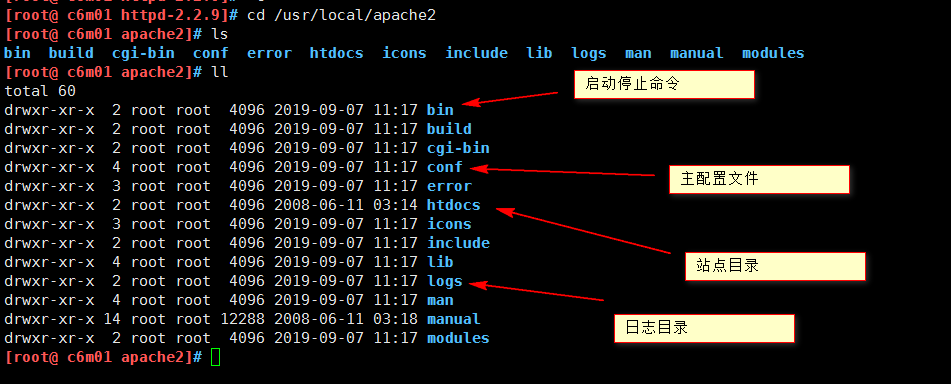 [root@ c6m01 httpd-2.2.9]# cd /usr/local/apache2
[root@ c6m01 apache2]# ls
bin build cgi-bin conf error htdocs icons include lib logs man manual modules
[root@ c6m01 apache2]# ll
total 60
启动停止命令
drwxr-xr-x 2 root root 4096 2019-09-07 11:17 bin
drwxr-xr-x 2 root root 4096 2019-09-07 11:17 build
drwxr-xr-x 2 root root 4096 2019-09-07 11:17 cgi-bin
drwxr-xr-x 4 root root 4096 2019-09-07 11:17 conf
主配置文件
drwxr-xr-x 3 root root 4096 2019-09-07 11:17 error
drwxr-xr-x 2 root root 4096 2008-06-11 03:14 htdocs
drwxr-xr-x 3 root root 4096 2019-09-07 11:17 icons
drwxr-xr-x 2 root root 4096 2019-09-07 11:17 include
站点目录
drwxr-xr-x 4 root root 4096 2019-09-07 11:17 lib
drwxr-xr-x 2 root root 4096 2019-09-07 11:17 logs
drwxr-xr-x 4 root root 4096 2019-09-07 11:17 man
drwxr-xr-x 14 root root 12288 2008-06-11 03:18 manual
日志目录
drwxr-xr-x 2 root root 4096 2019-09-07 11:17 modules
[root@ c6m01 apache2]#